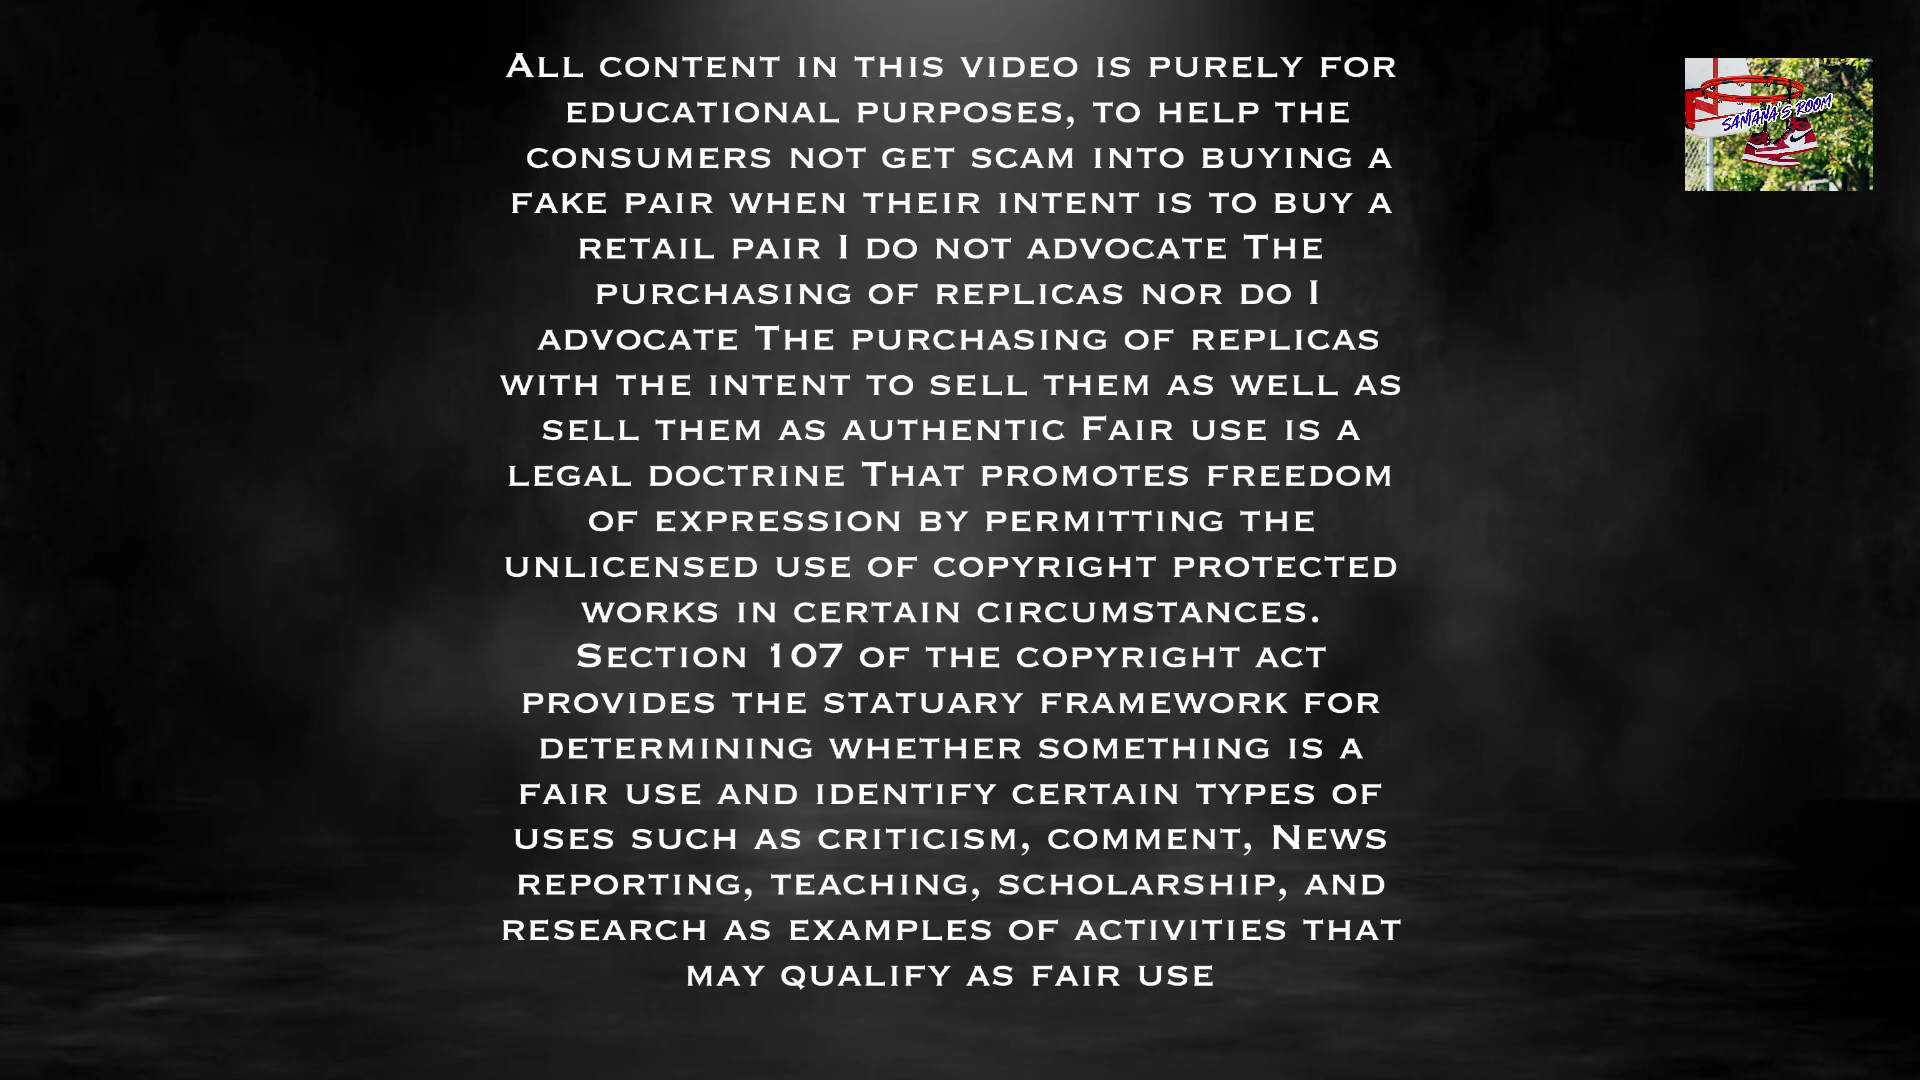 All content in this video is purely for
educational purposes, to help the
consumers not get scam into buying a
fake pair when their intent is to buy a
retail pair I do not advocate The
purchasing of replicas nor do I
advocate The purchasing of replicas
with the intent to sell them as well as
sell them as authentic Fair use is a
legal doctrine That promotes freedom
of expression by permitting the
unlicensed use of copyright protected
works in certain circumstances.
Section 107 of the copyright act
provides the statuary framework for
determining whether something is a
fair use and identify certain types of
uses such as criticism, comment, News
reporting, teaching, scholarship, and
research as examples of activities that
may qualify as fair use
SANTANA'S ROOM